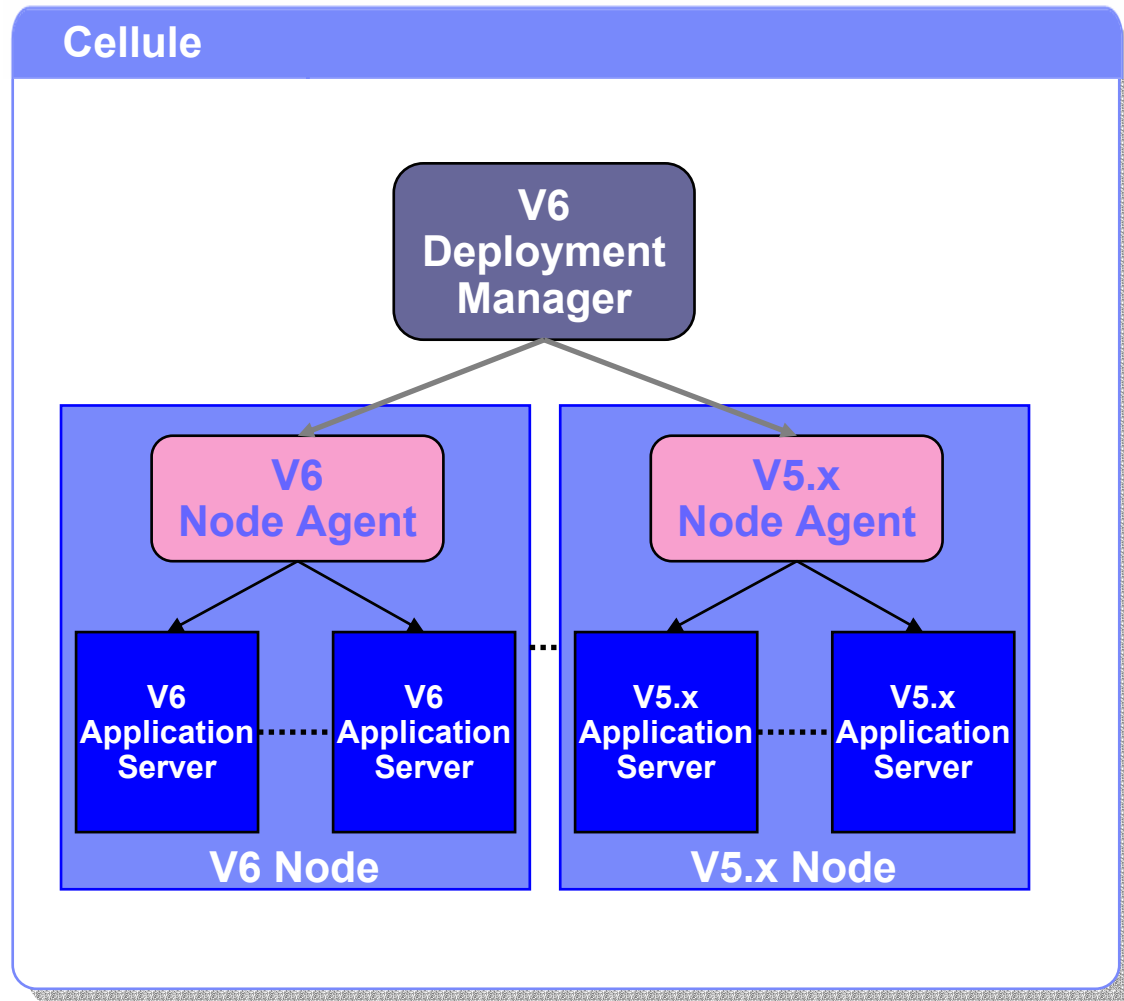 Cellule
V6
Deployment
Manager
V6
Node Agent
V5.x
Node Agent
V6
Application
Server
V6
Application
Server
V5.x
Application
Server
V5.x
Application
Server
V6 Node
V5.x Node